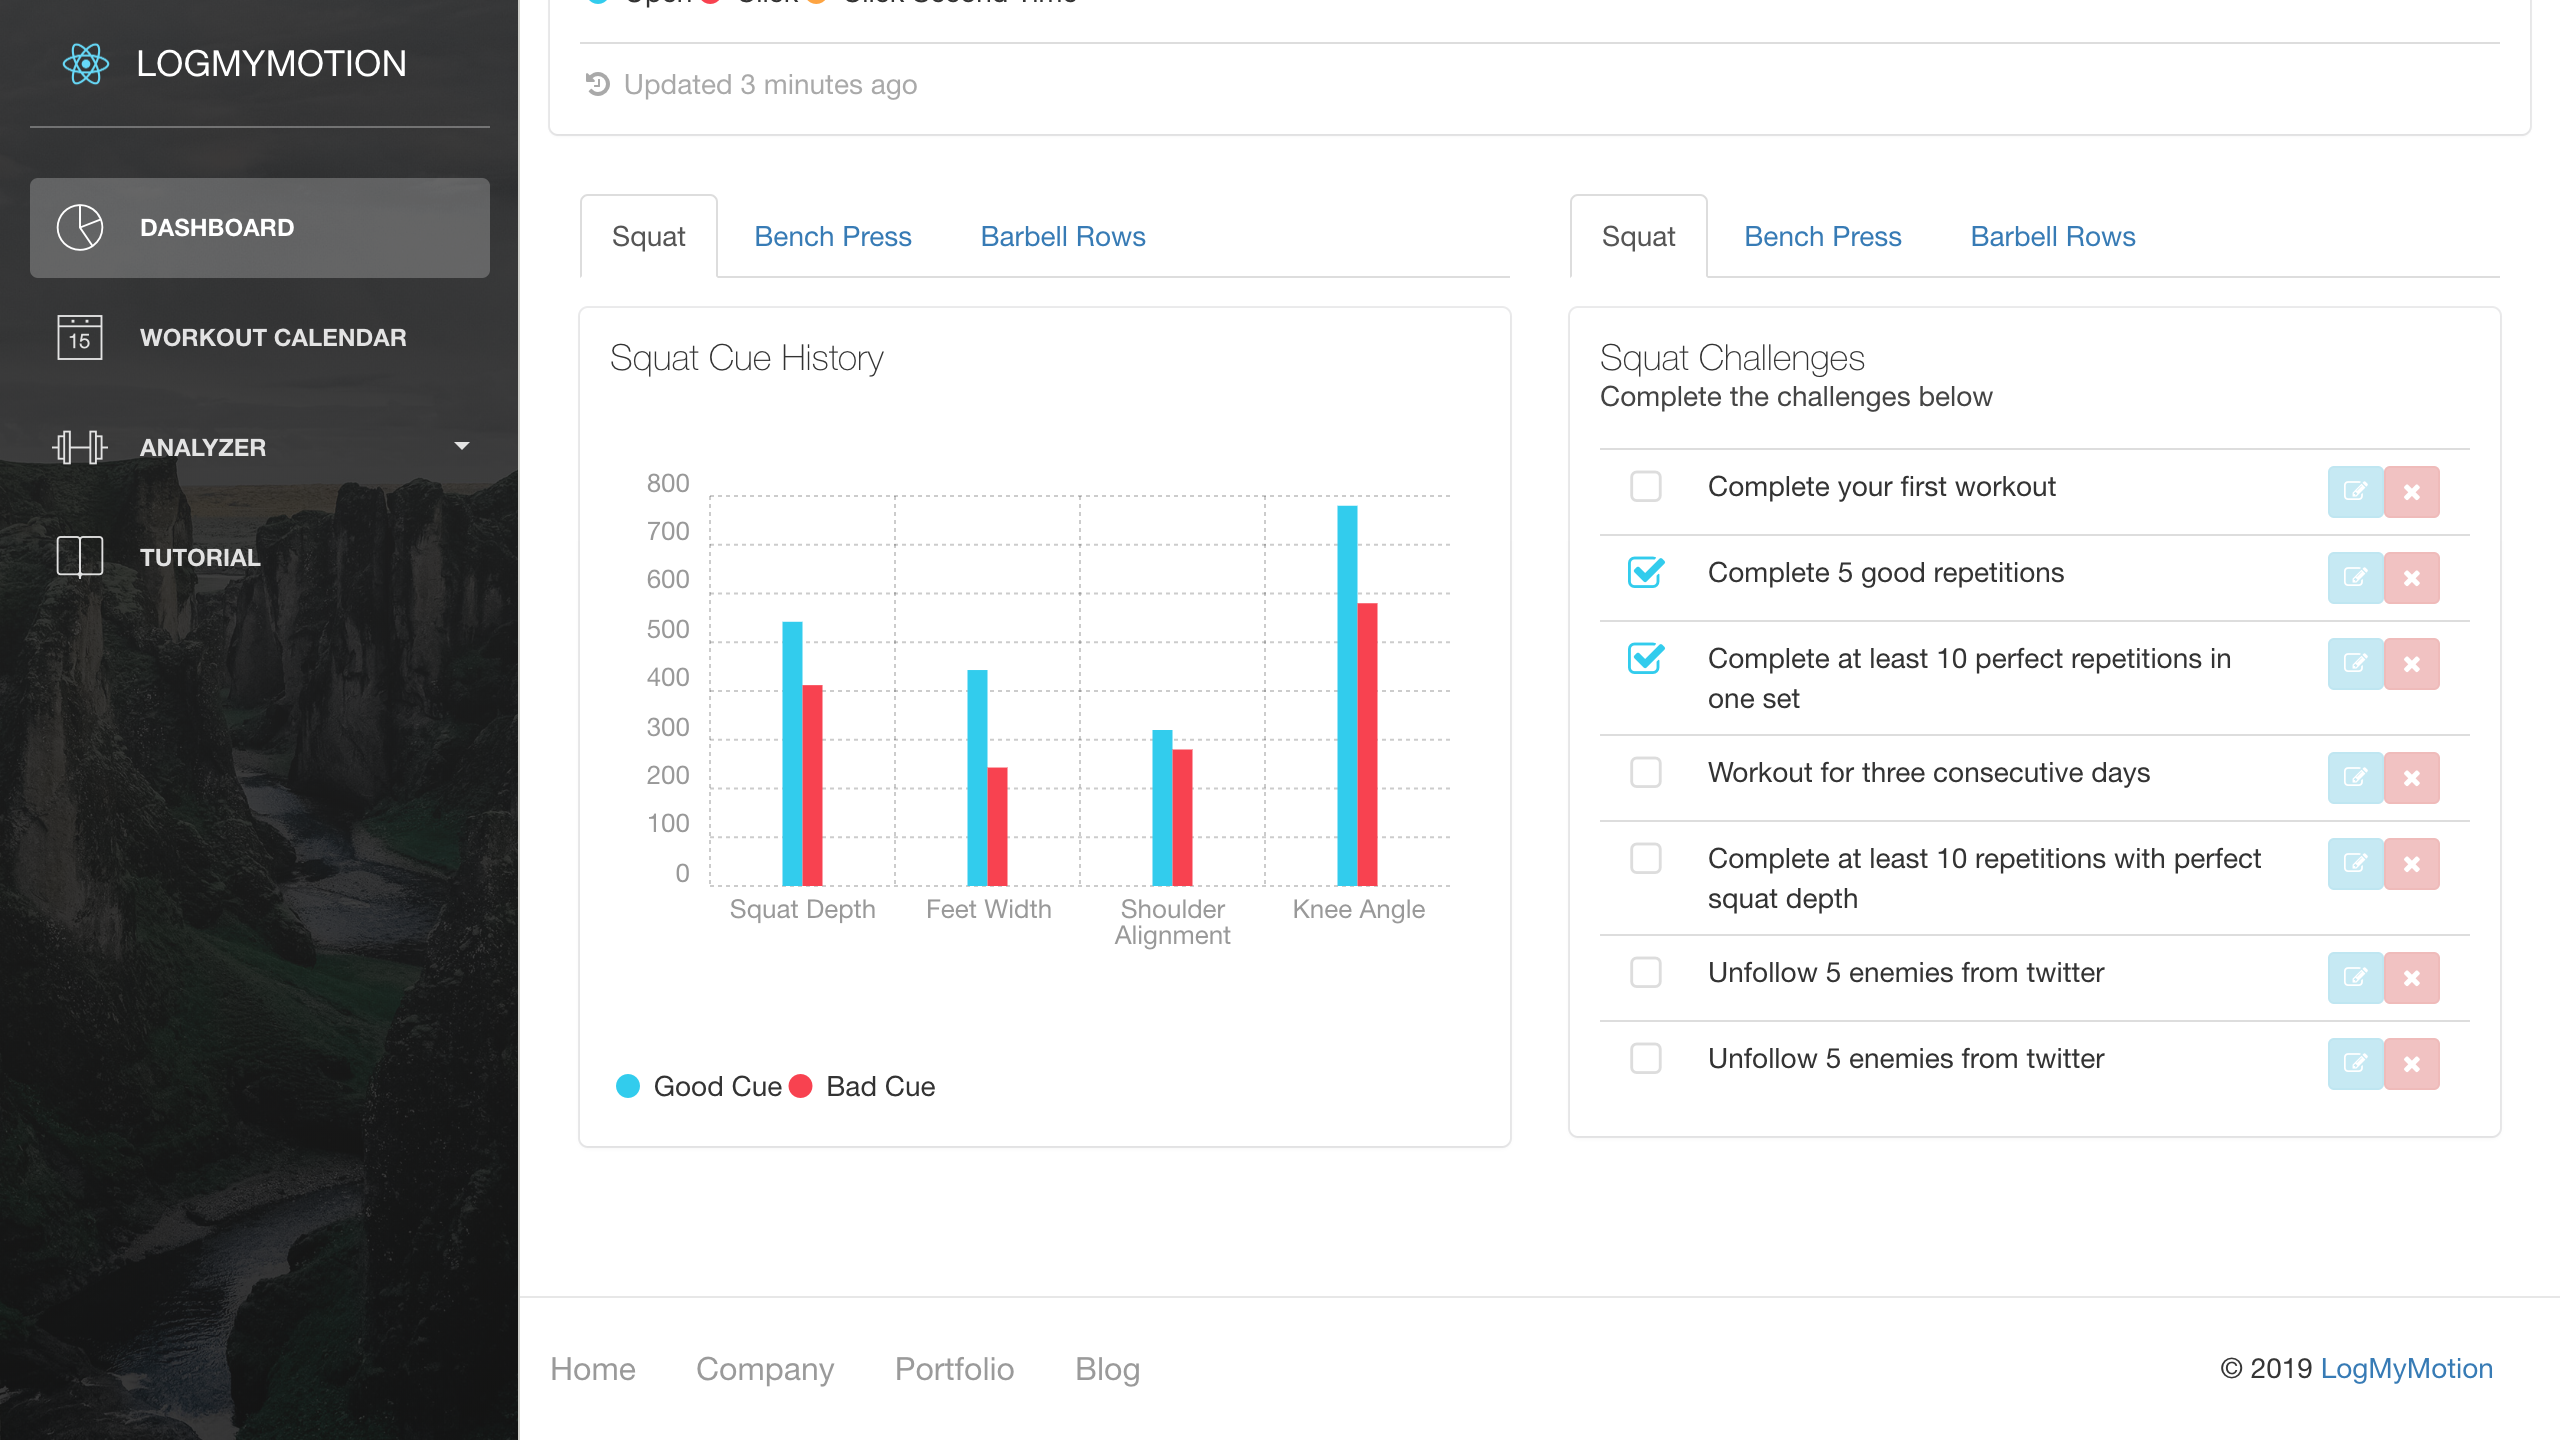 LOGMYMOTION
DASHBOARD
15
WORKOUT CALENDAR
ANALYZER
TUTORIAL
Open Click Click Second Time
Updated 3 minutes ago
Squat Bench Press Barbell Rows
Squat Cue History
800
700
600
500
400
300
200
100
0
Squat Depth Feet Width Shoulder Alignment Knee Angle
Good Cue Bad Cue
Squat Bench Press Barbell Rows
Squat Challenges
Complete the challenges below
Complete your first workout
Complete 5 good repetitions
Complete at least 10 perfect repetitions in
one set
Workout for three consecutive days
Complete at least 10 repetitions with perfect
squat depth
Unfollow 5 enemies from twitter
Unfollow 5 enemies from twitter
Home Company Portfolio Blog
© 2019 LogMyMotion